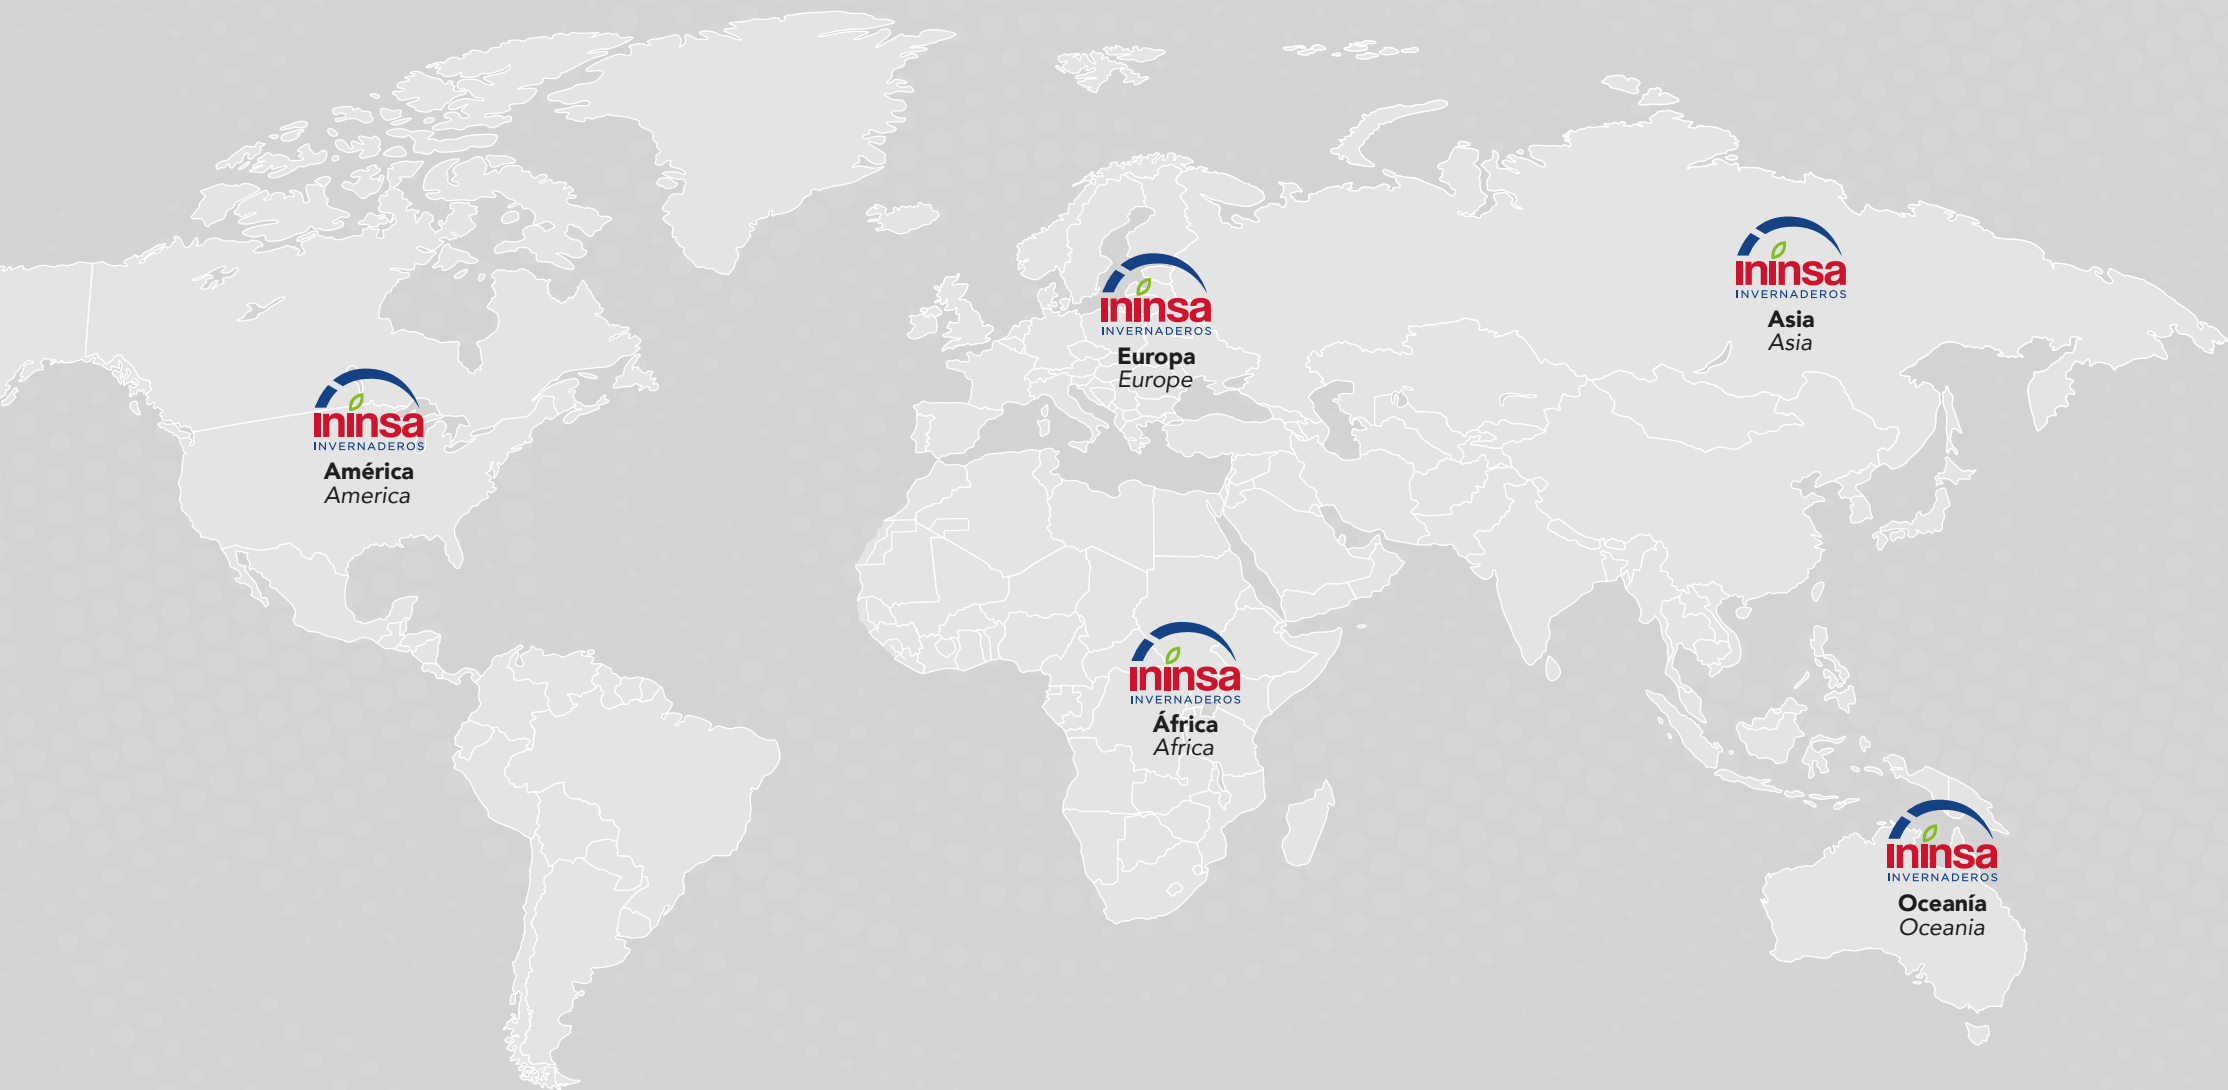 ininsa
INVERNADEROS
América
America
ininsa
INVERNADEROS
Europa
Europe
ininsa
INVERNADEROS
Asia
Asia
ininsa
INVERNADEROS
África
Africa
ininsa
INVERNADEROS
Oceanía
Oceania